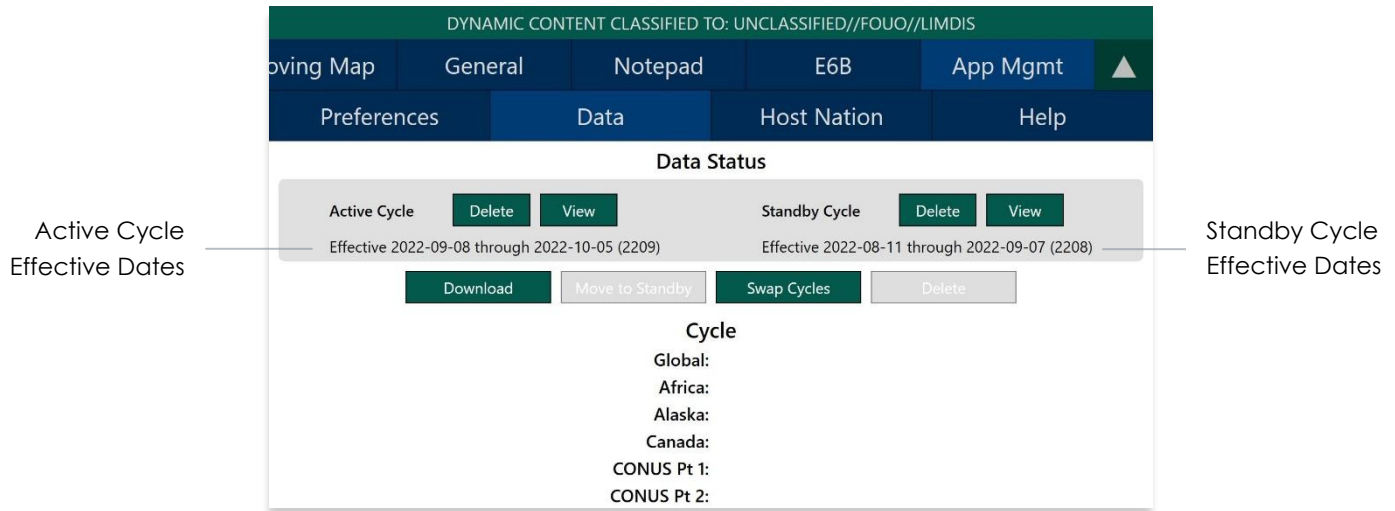 DYNAMIC CONTENT CLASSIFIED TO: UNCLASSIFIED//FOUO//LIMDIS
oving Map General Notepad E6B App Mgmt
Preferences Data Host Nation Help
Data Status
Active Cycle Delete View Standby Cycle Delete View
Effective 2022-09-08 through 2022-10-05 (2209) Effective 2022-08-11 through 2022-09-07 (2208)
Active Cycle
Effective Dates
Standby Cycle
Effective Dates
Download Move to Standby Swap Cycles Delete
Cycle
Global:
Africa:
Alaska:
Canada:
CONUS Pt 1:
CONUS Pt 2: